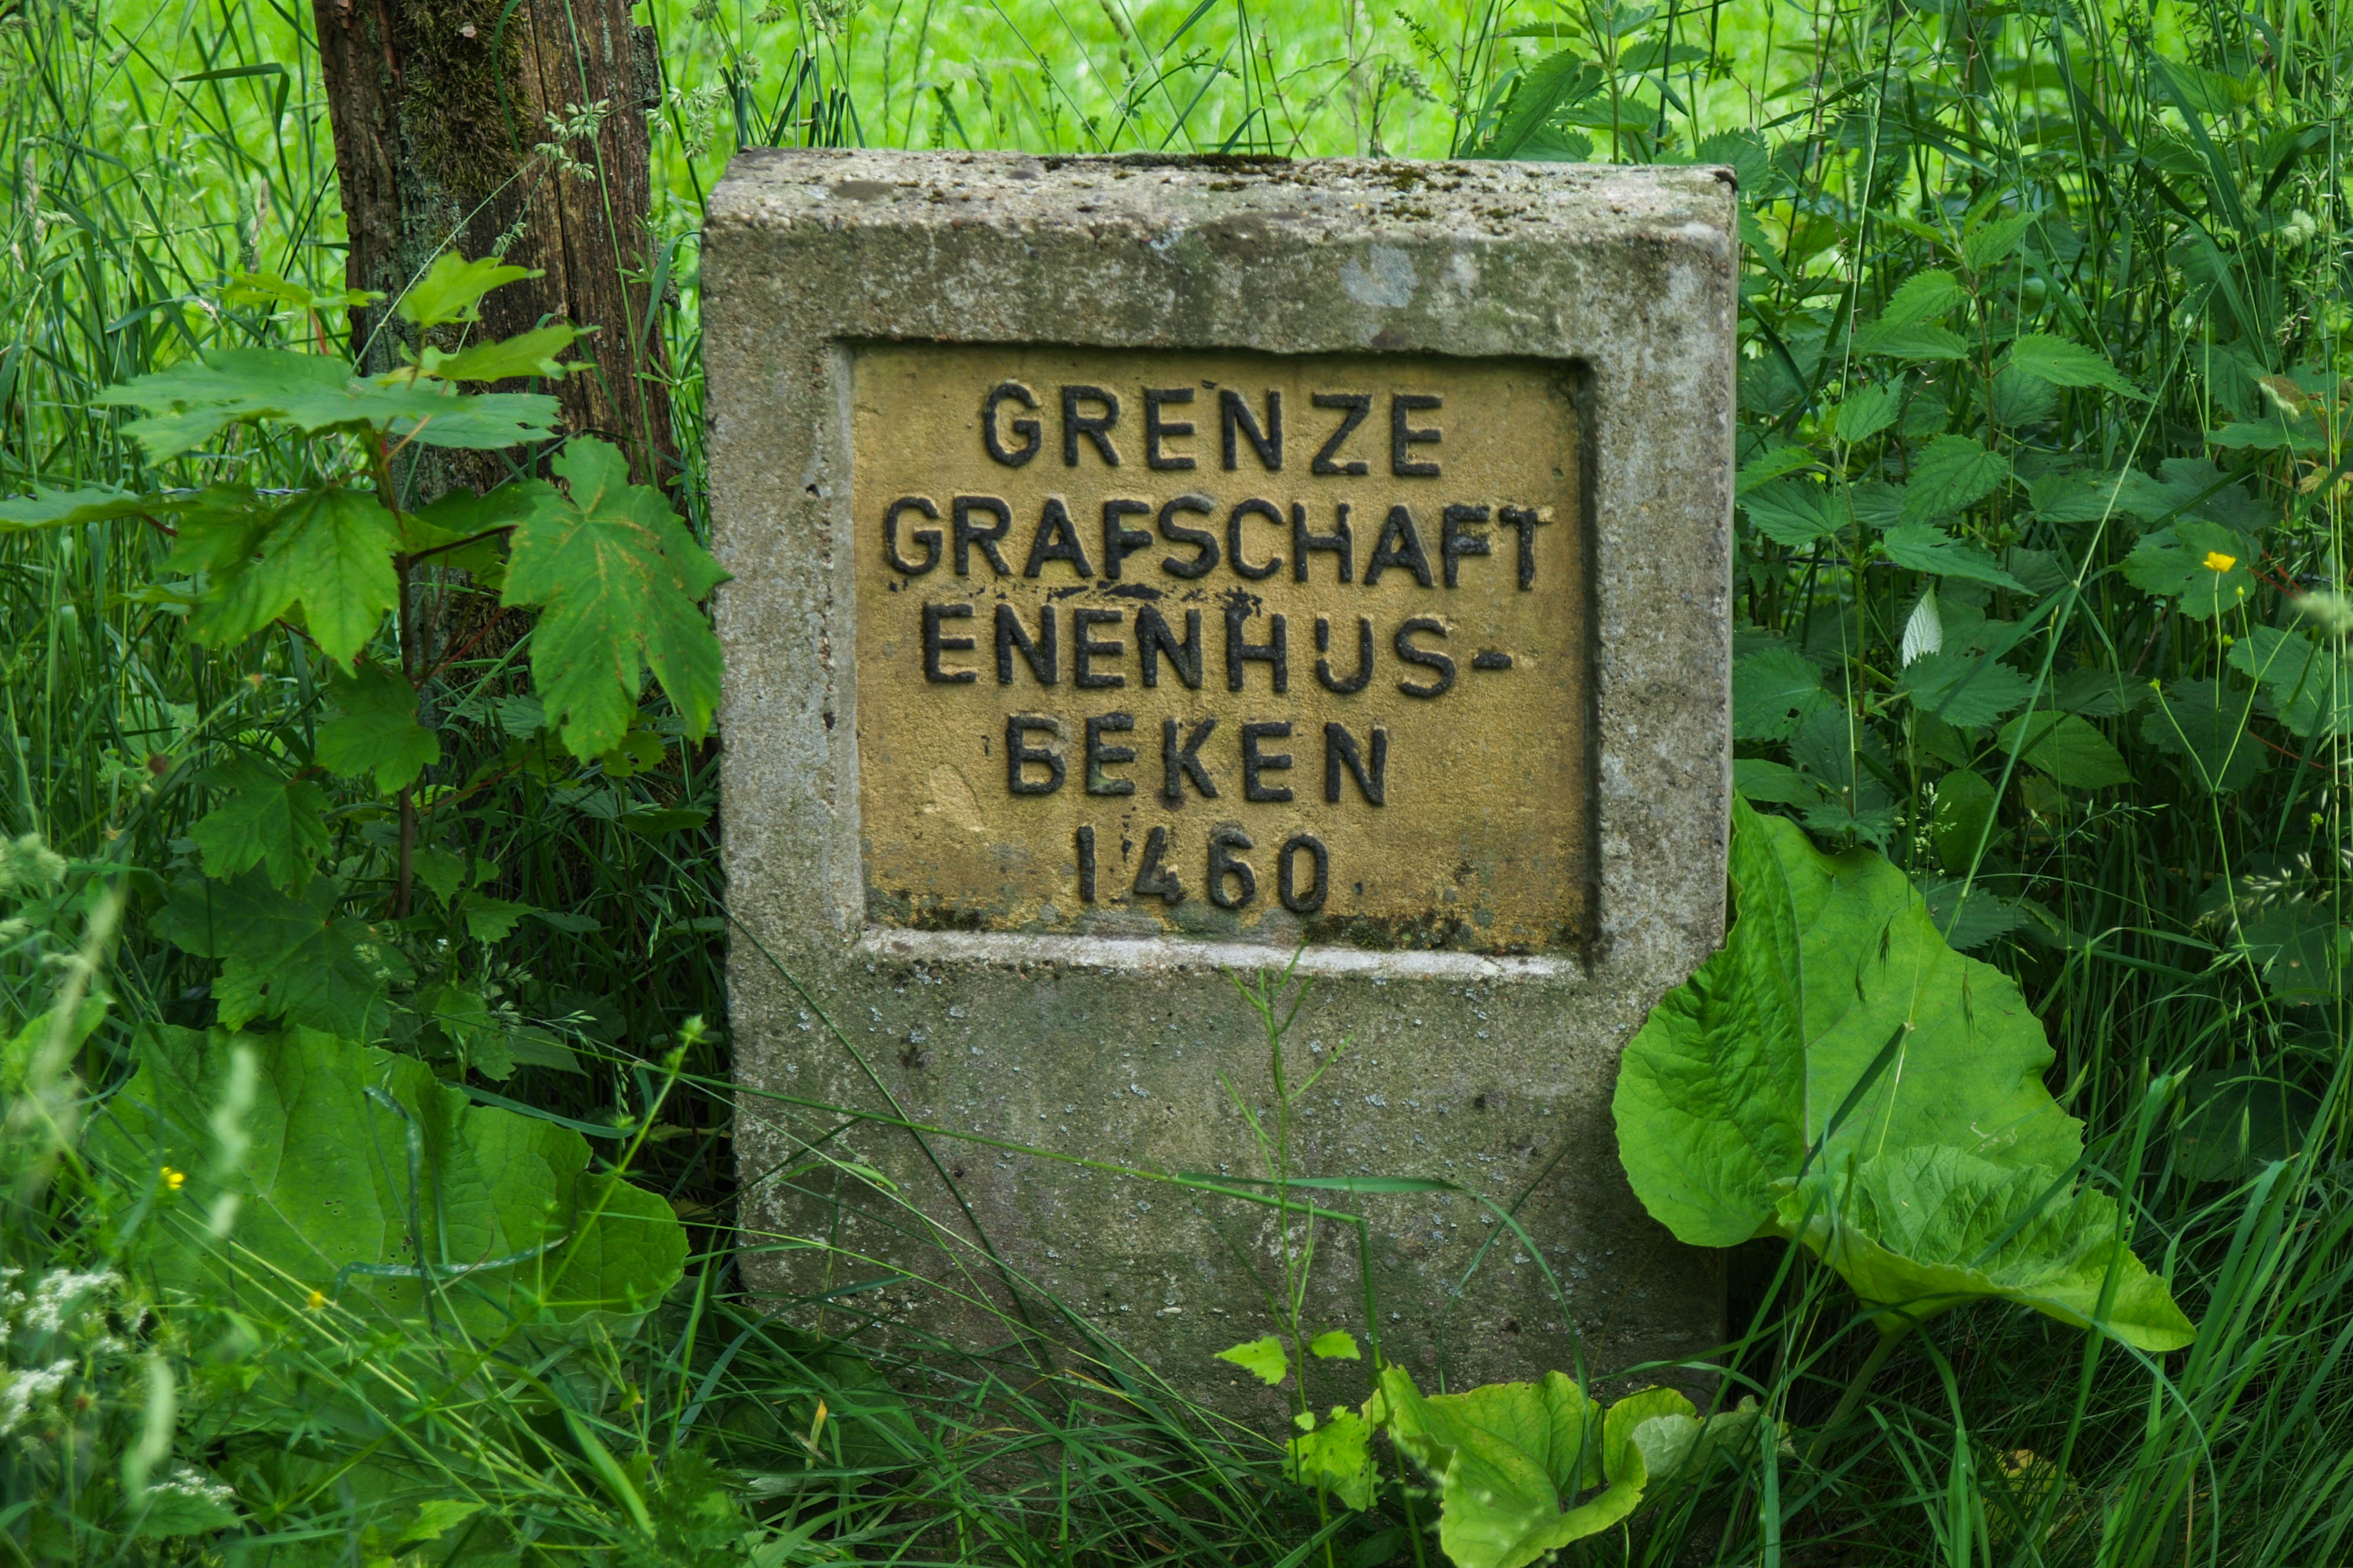 GRENZE
GRAFSCHAFT
ENENHUS-
BEKEN
1460